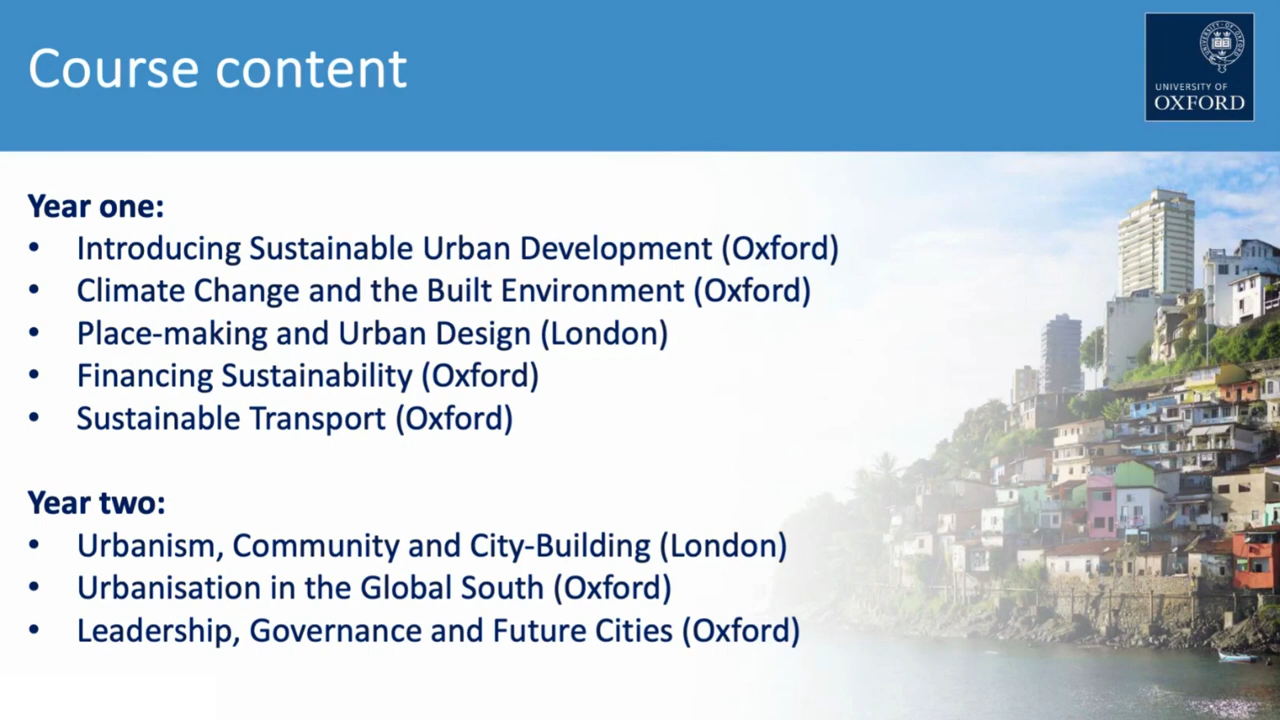 Course content
UNIVERSITY OF
OXFORD
Year one:
• Introducing Sustainable Urban Development (Oxford)
• Climate Change and the Built Environment (Oxford)
• Place-making and Urban Design (London)
• Financing Sustainability (Oxford)
• Sustainable Transport (Oxford)
Year two:
• Urbanism, Community and City-Building (London)
• Urbanisation in the Global South (Oxford)
• Leadership, Governance and Future Cities (Oxford)